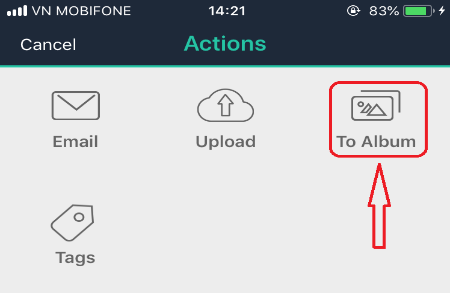 VN MOBIFONE 14:21 83%
Cancel Actions
Email Upload To Album
Tags